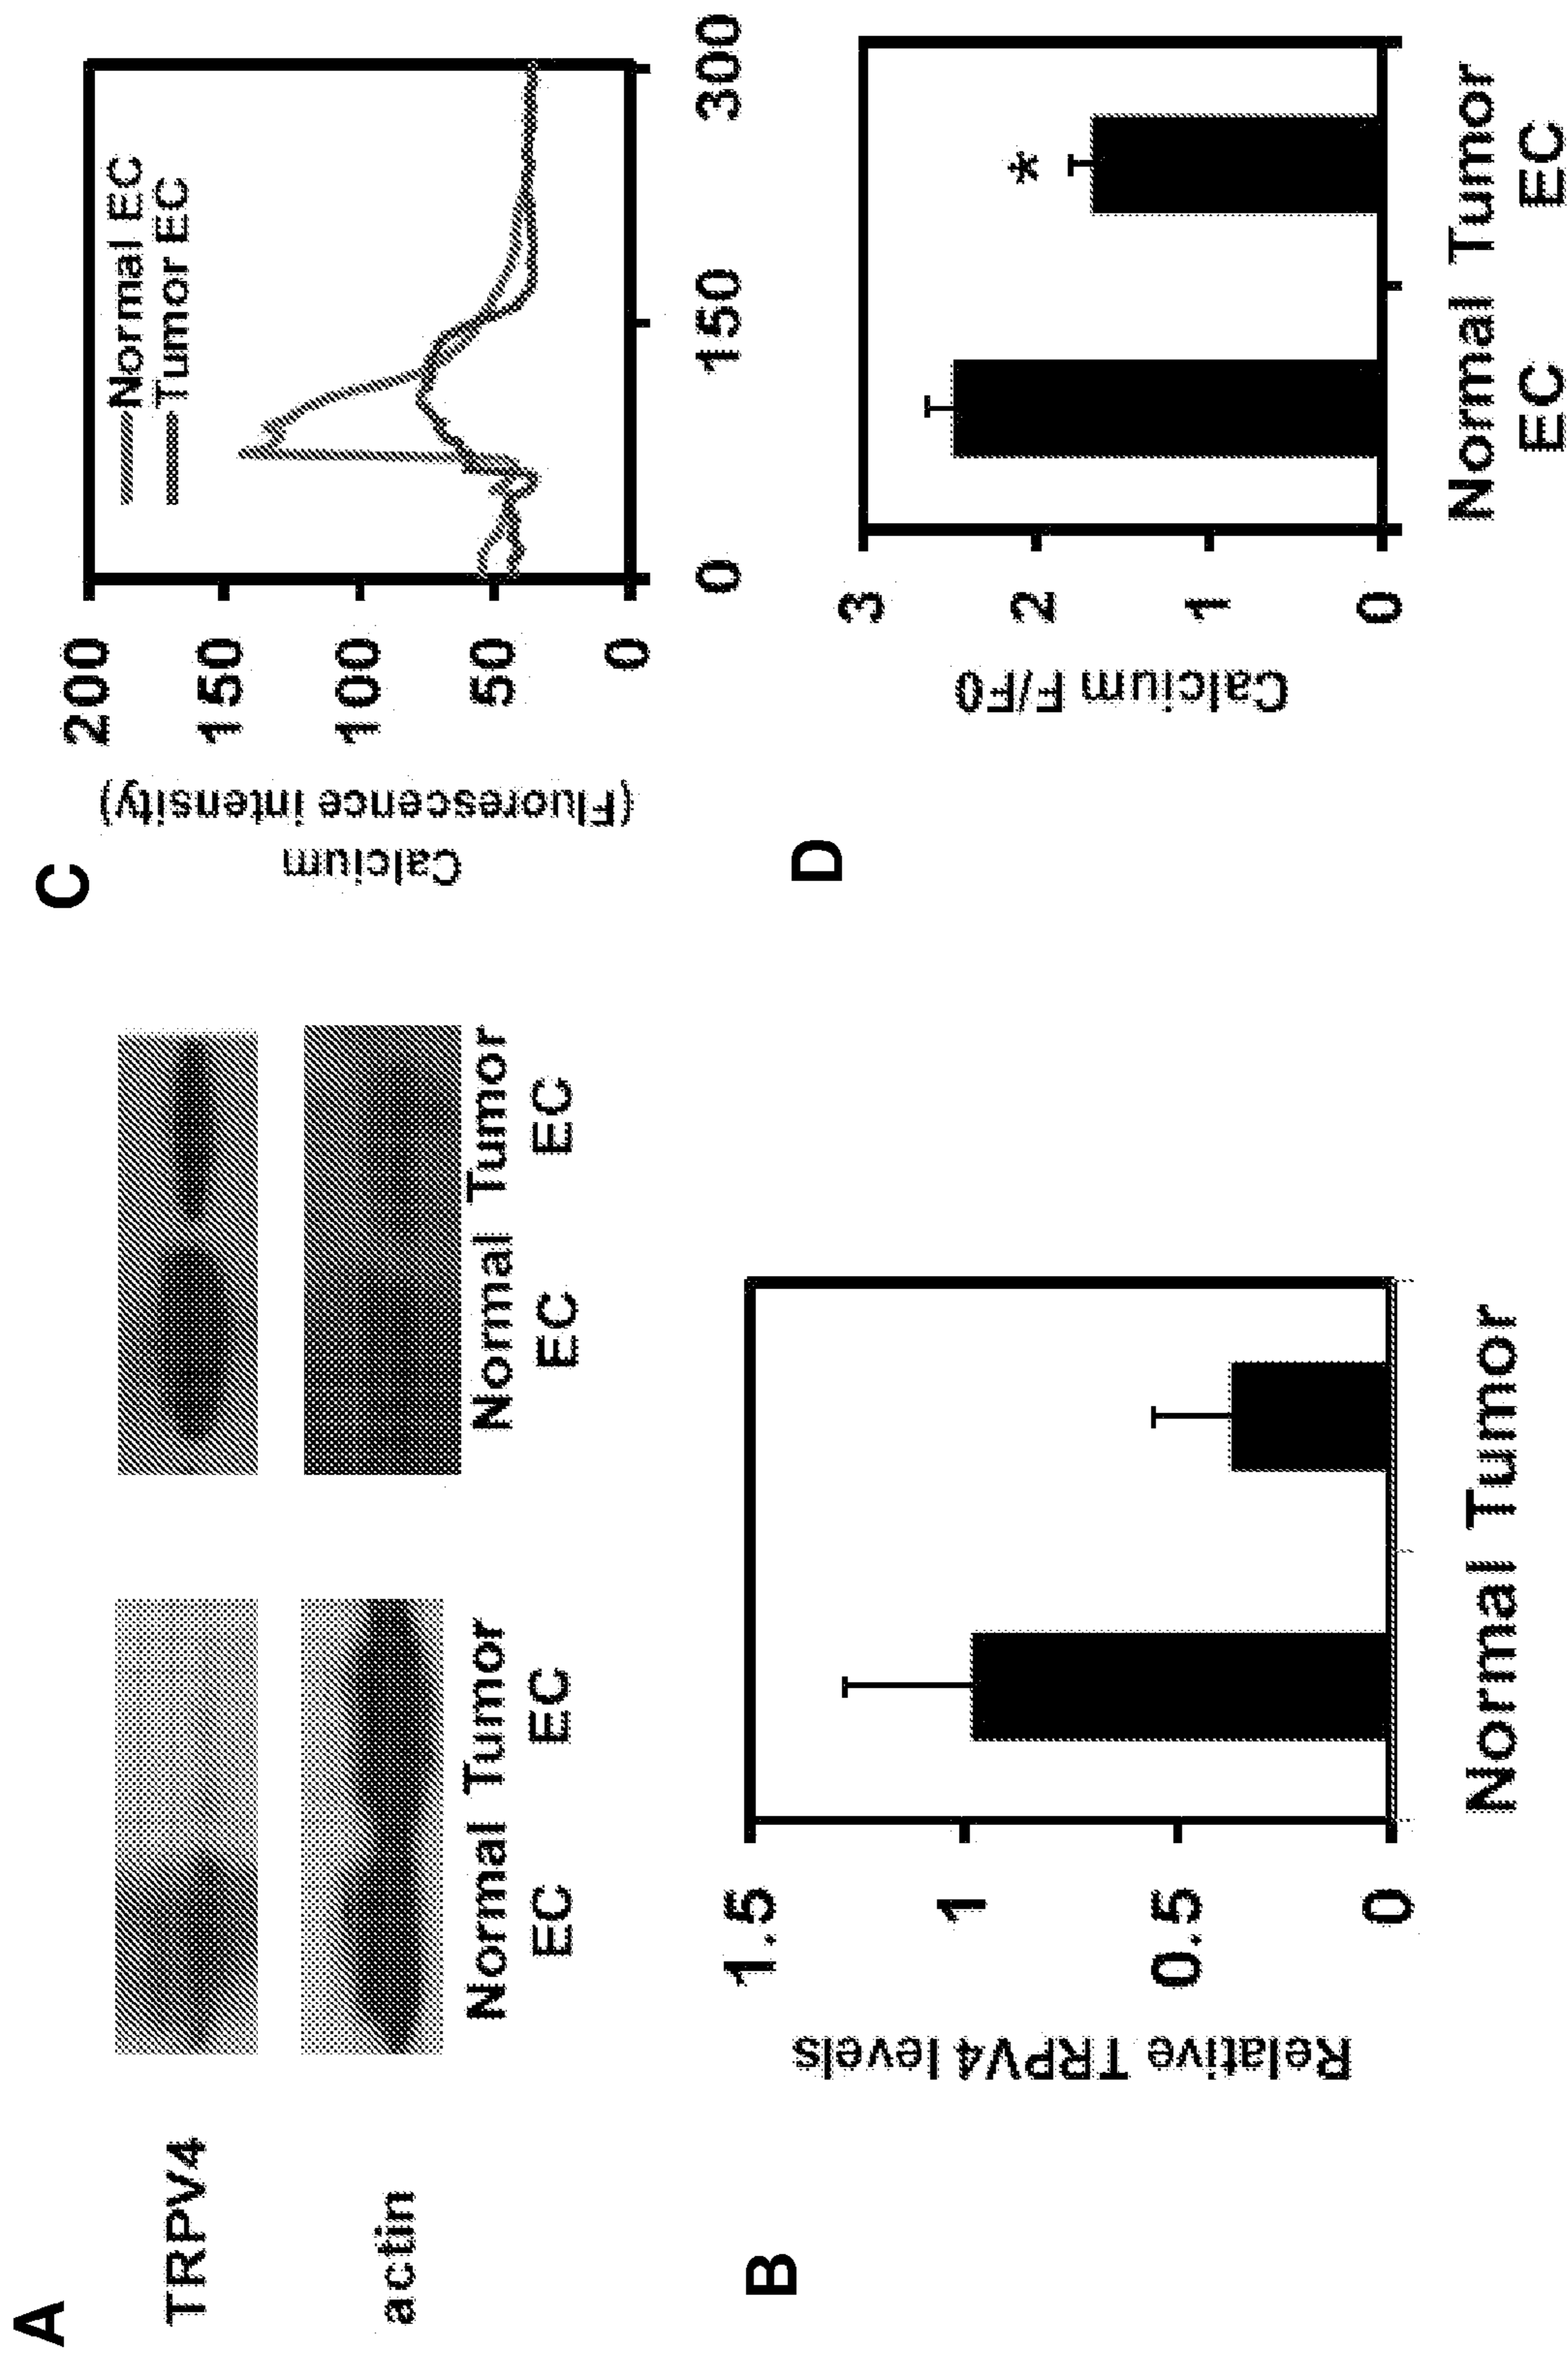 A
TRPV4
actin
Normal Tumor
EC EC
Normal Tumor
EC EC
B
Relative TRPV4 levels
1.5
1
0.5
0
Normal Tumor
C
Calcium
(Fluorescence intensity)
200
150
100
50
0
Normal EC
Tumor EC
0 150 300
D
Calcium F/F0
3
2
1
0
*
Normal Tumor
EC EC